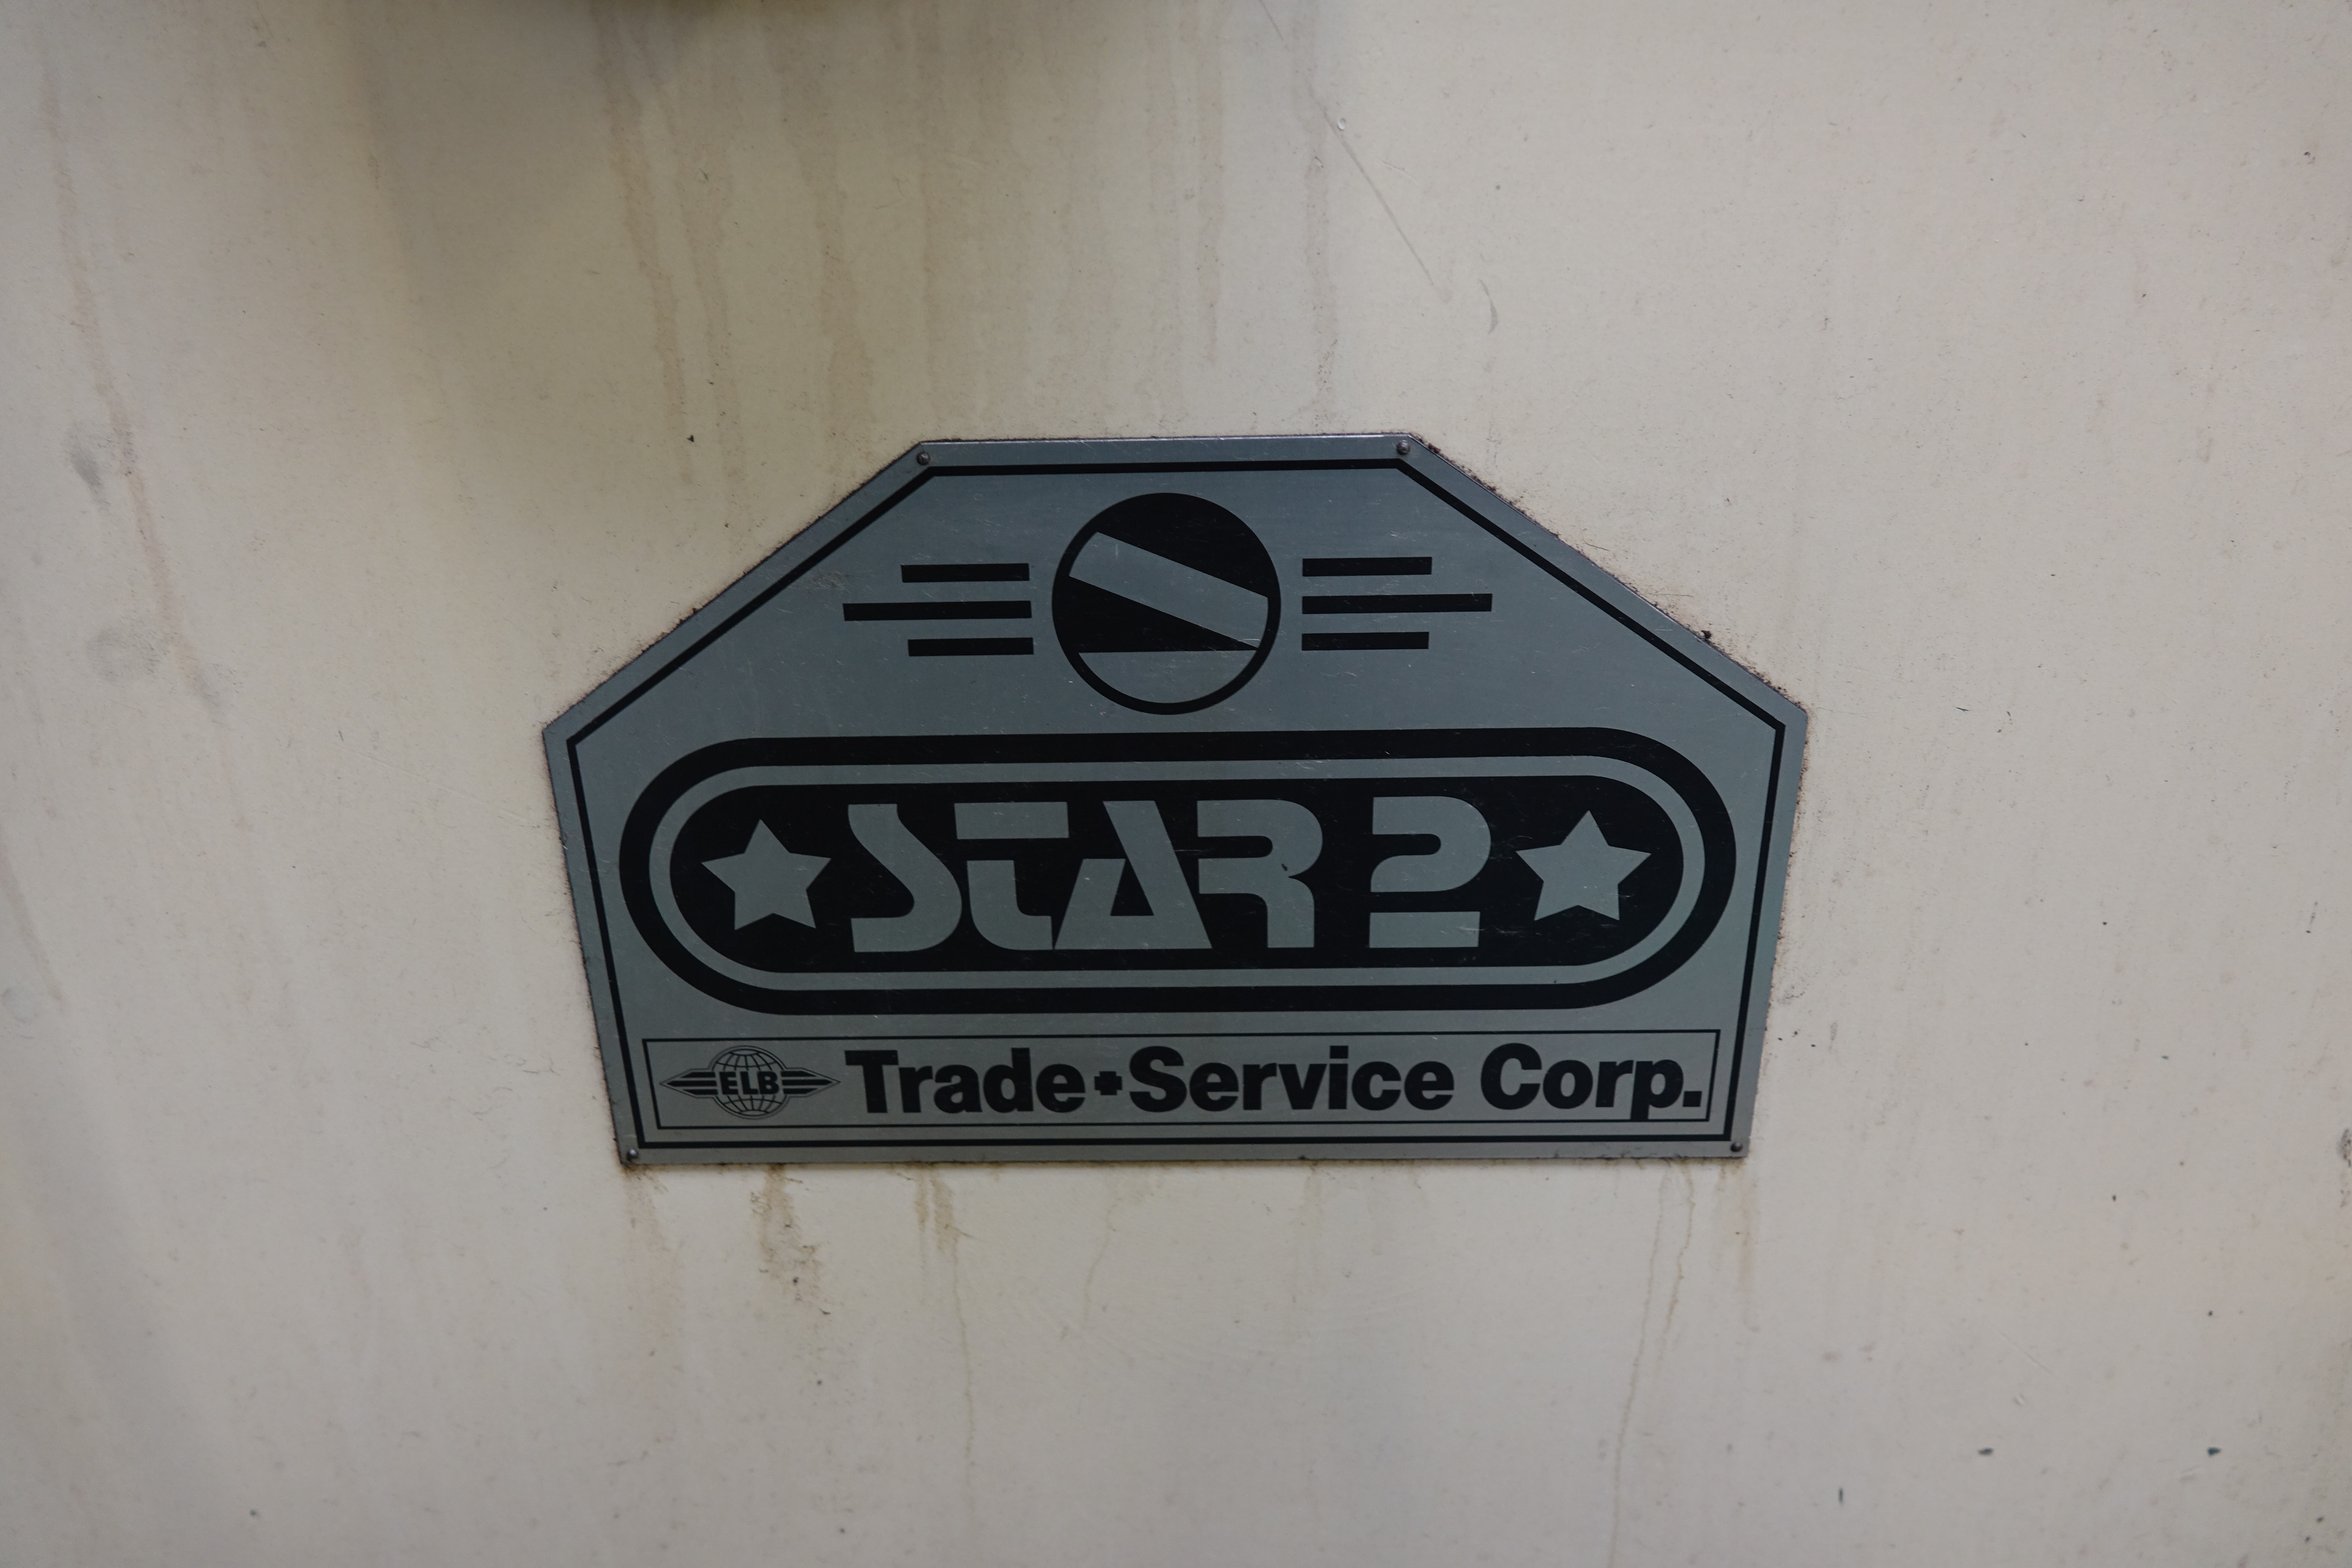 STAR 2
ELB Trade+Service Corp.